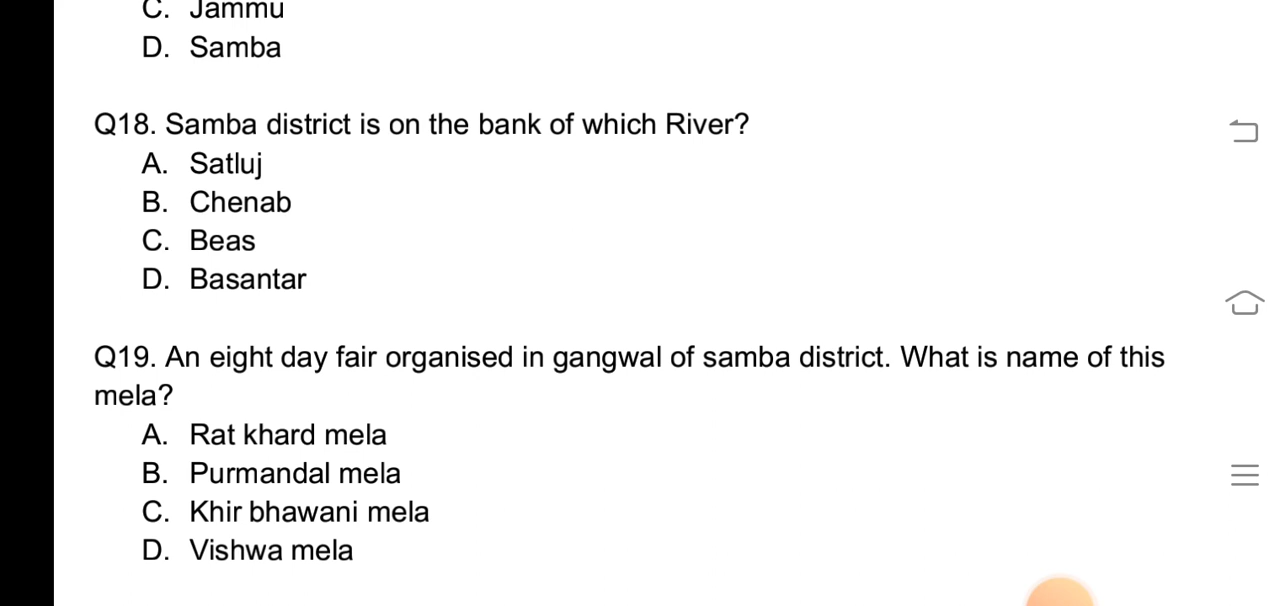 C. Jammu
D. Samba
Q18. Samba district is on the bank of which River?
A. Satluj
B. Chenab
C. Beas
D. Basantar
Q19. An eight day fair organised in gangwal of samba district. What is name of this
mela?
A. Rat khard mela
B. Purmandal mela
C. Khir bhawani mela
D. Vishwa mela